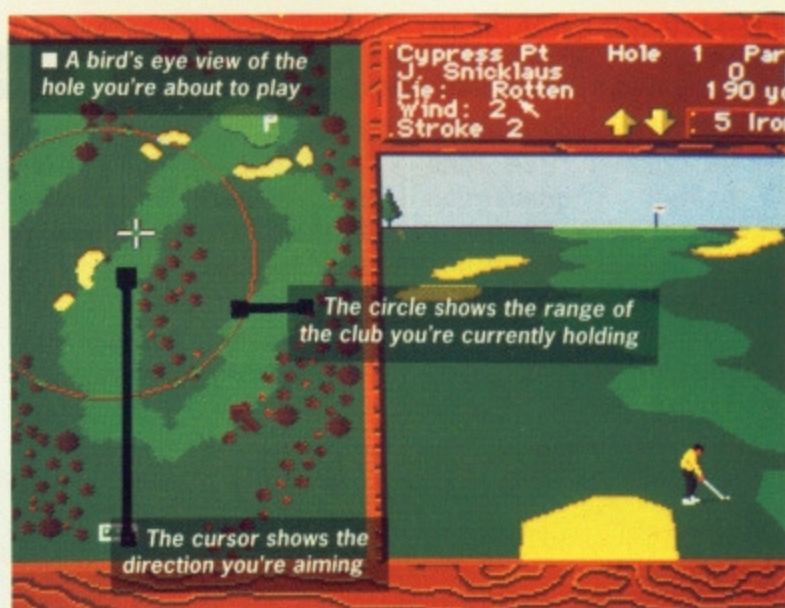 ■ A bird's eye view of the
hole you're about to play
P
Cypress Pt Hole 1 Par
J. Snicklaus 0
Lie: Rotten 190 y
Wind: 2
Stroke 2 5 Iro
The circle shows the range of
the club you're currently holding
The cursor shows the
direction you're aiming